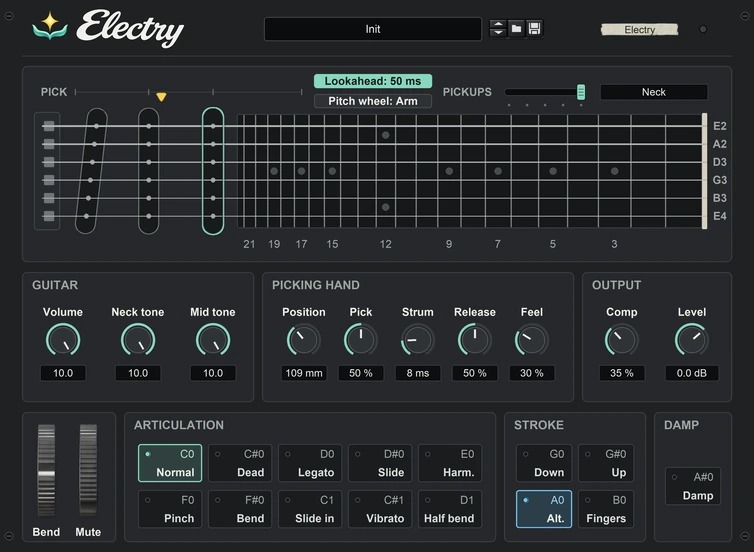 Electry
Init
Electry
PICK
Lookahead: 50 ms
Pitch wheel: Arm
PICKUPS
Neck
E2
A2
D3
G3
B3
E4
21 19 17 15 12 9 7 5 3
GUITAR
Volume Neck tone Mid tone
10.0 10.0 10.0
PICKING HAND
Position Pick Strum Release Feel
109 mm 50 % 8 ms 50 % 30 %
OUTPUT
Comp Level
35 % 0.0 dB
Bend Mute
ARTICULATION
C0 Normal
C#0 Dead
D0 Legato
D#0 Slide
E0 Harm.
F0 Pinch
F#0 Bend
C1 Slide in
C#1 Vibrato
D1 Half bend
STROKE
G0 Down
G#0 Up
A0 Alt.
B0 Fingers
DAMP
A#0 Damp